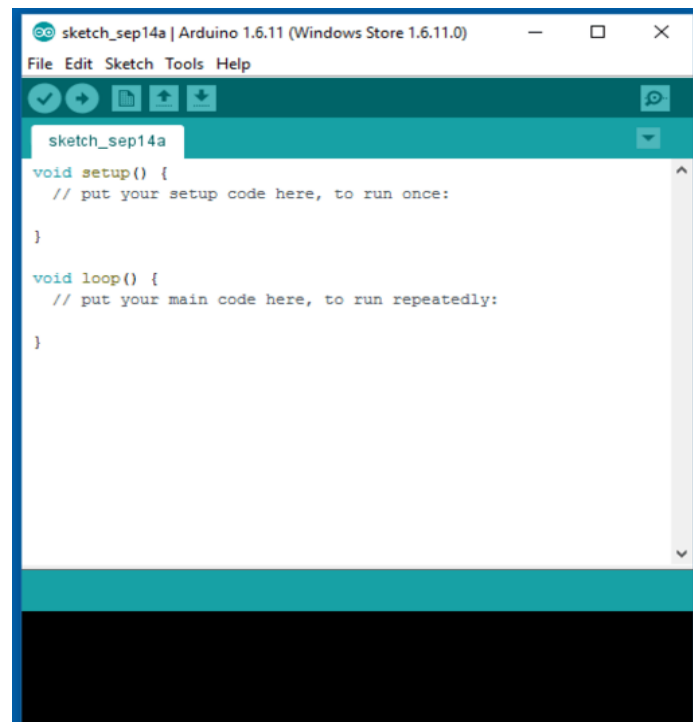 sketch_sep14a | Arduino 1.6.11 (Windows Store 1.6.11.0)
File Edit Sketch Tools Help
sketch_sep14a
void setup() {
  // put your setup code here, to run once:
}
void loop() {
  // put your main code here, to run repeatedly:
}